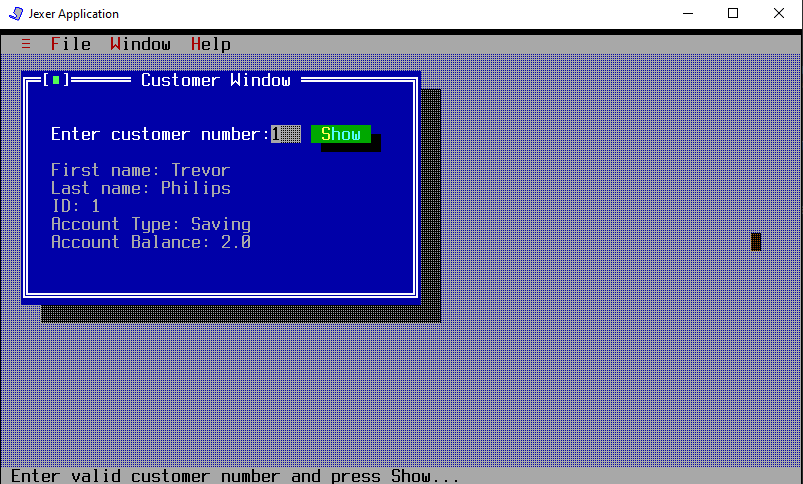 Jexer Application
≡ File Window Help
[■] Customer Window
Enter customer number:1 Show
First name: Trevor
Last name: Philips
ID: 1
Account Type: Saving
Account Balance: 2.0
Enter valid customer number and press Show...